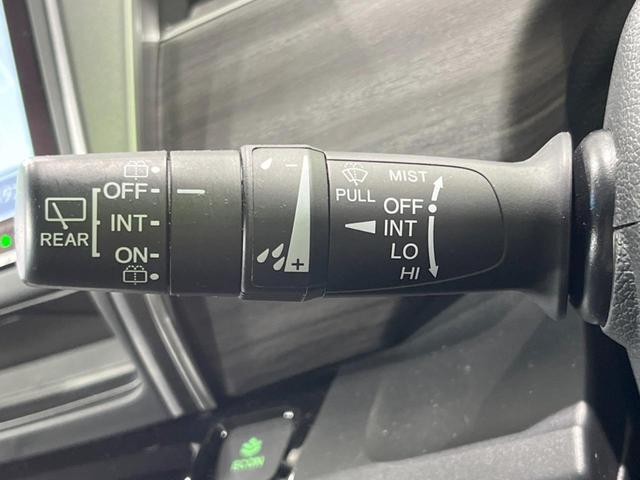 REAR
OFF
INT
ON
−
+
PULL
MIST
OFF
INT
LO
HI
ECON